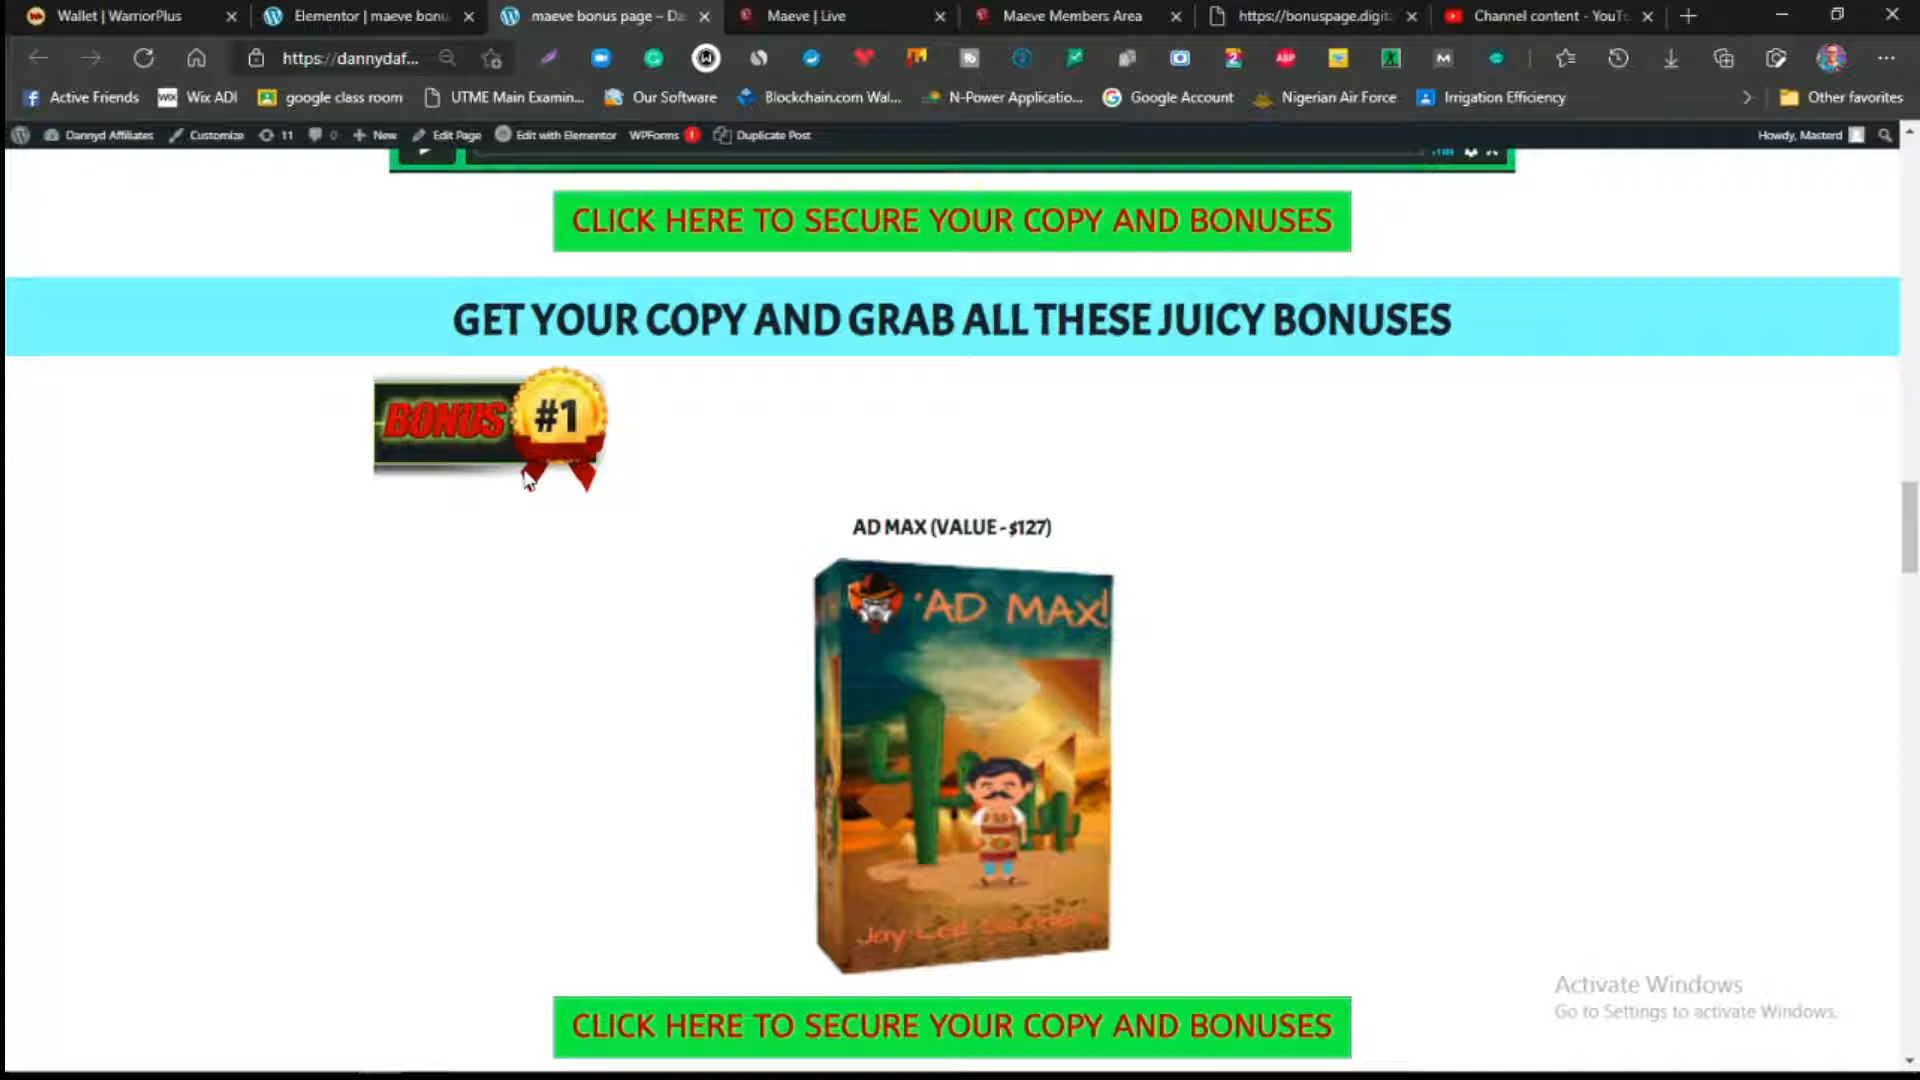 Wallet | WarriorPlus
Elementor | maeve bonu
maeve bonus page – Da
Maeve | Live
Maeve Members Area
https://bonuspage.digit
Channel content - YouTu
https://dannydaf...
Active Friends
WiX
Wix ADI
google class room
UTME Main Examin...
Our Software
Blockchain.com Wal...
N-Power Applicatio...
Google Account
Nigerian Air Force
Irrigation Efficiency
Other favorites
Dannyd Affiliates
Customize
11
0
New
Edit Page
Edit with Elementor
WPForms
Duplicate Post
Howdy, Masterd
CLICK HERE TO SECURE YOUR COPY AND BONUSES
GET YOUR COPY AND GRAB ALL THESE JUICY BONUSES
BONUS #1
AD MAX (VALUE - $127)
'AD MAX!
CLICK HERE TO SECURE YOUR COPY AND BONUSES
Activate Windows
Go to Settings to activate Windows.